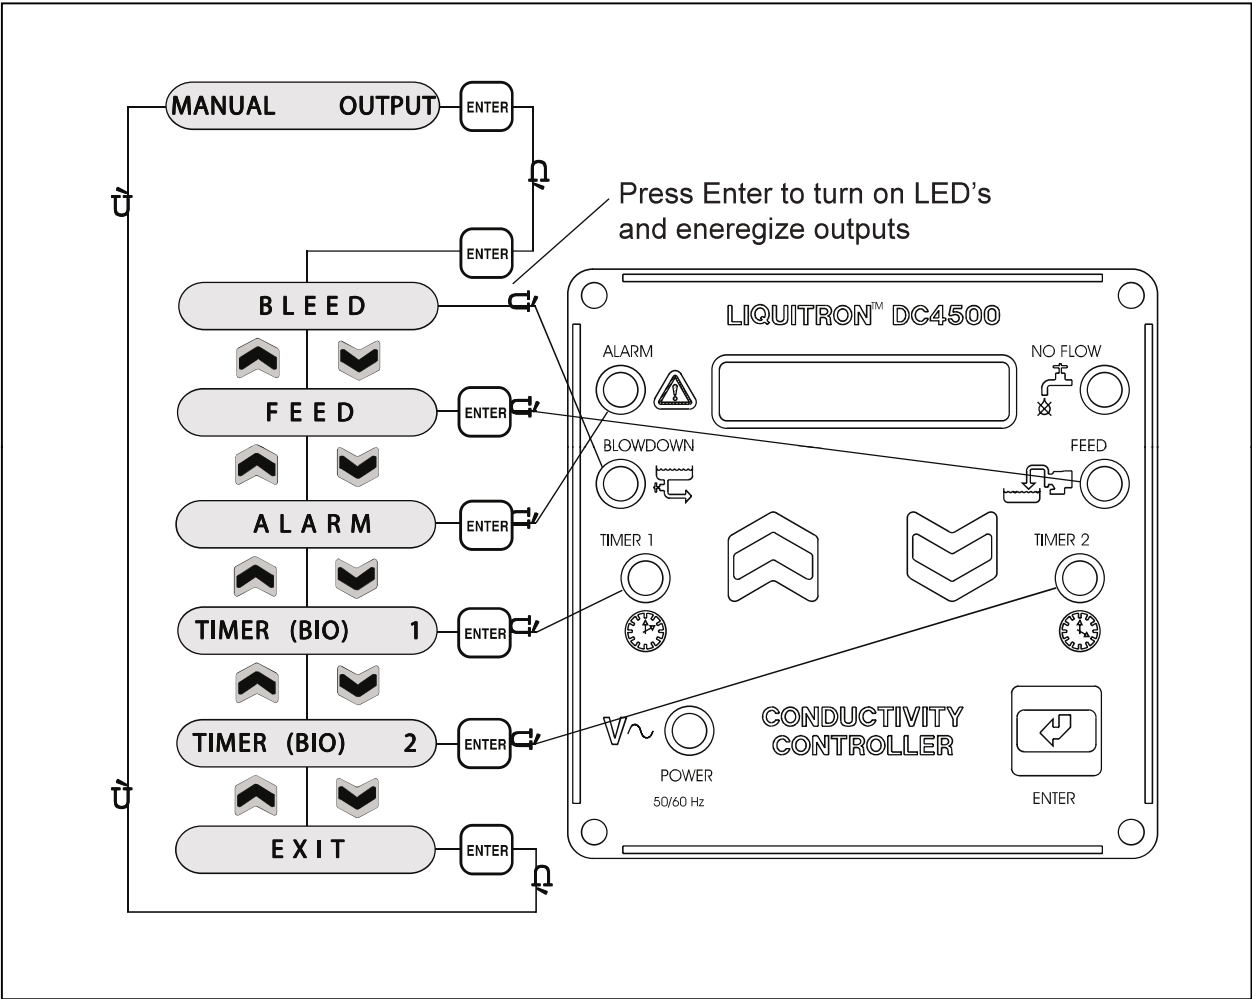 MANUAL OUTPUT
ENTER
ENTER
Press Enter to turn on LED's
and eneregize outputs
BLEED
FEED
ENTER
ALARM
ENTER
TIMER (BIO) 1
ENTER
TIMER (BIO) 2
ENTER
EXIT
ENTER
LIQUITRON™ DC4500
ALARM
NO FLOW
BLOWDOWN
FEED
TIMER 1
TIMER 2
V~
POWER
50/60 Hz
CONDUCTIVITY
CONTROLLER
ENTER